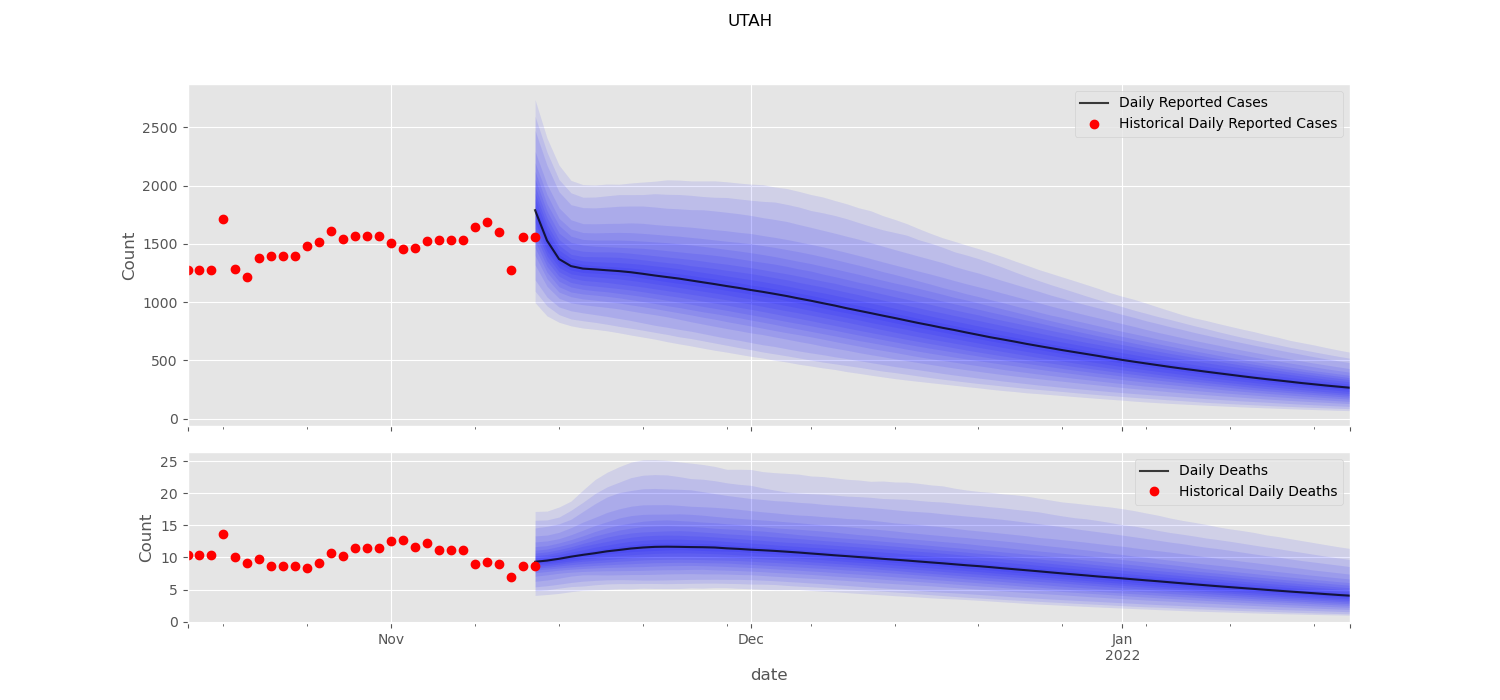 UTAH
Daily Reported Cases
Historical Daily Reported Cases
2500
2000
1500
1000
500
0
Count
Daily Deaths
Historical Daily Deaths
25
20
15
10
5
0
Count
Nov
Dec
Jan
2022
date